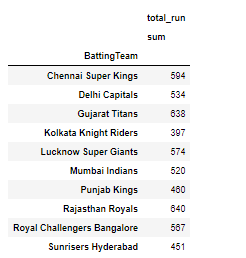 total_run
sum
BattingTeam
Chennai Super Kings 594
Delhi Capitals 534
Gujarat Titans 638
Kolkata Knight Riders 397
Lucknow Super Giants 574
Mumbai Indians 520
Punjab Kings 460
Rajasthan Royals 640
Royal Challengers Bangalore 567
Sunrisers Hyderabad 451